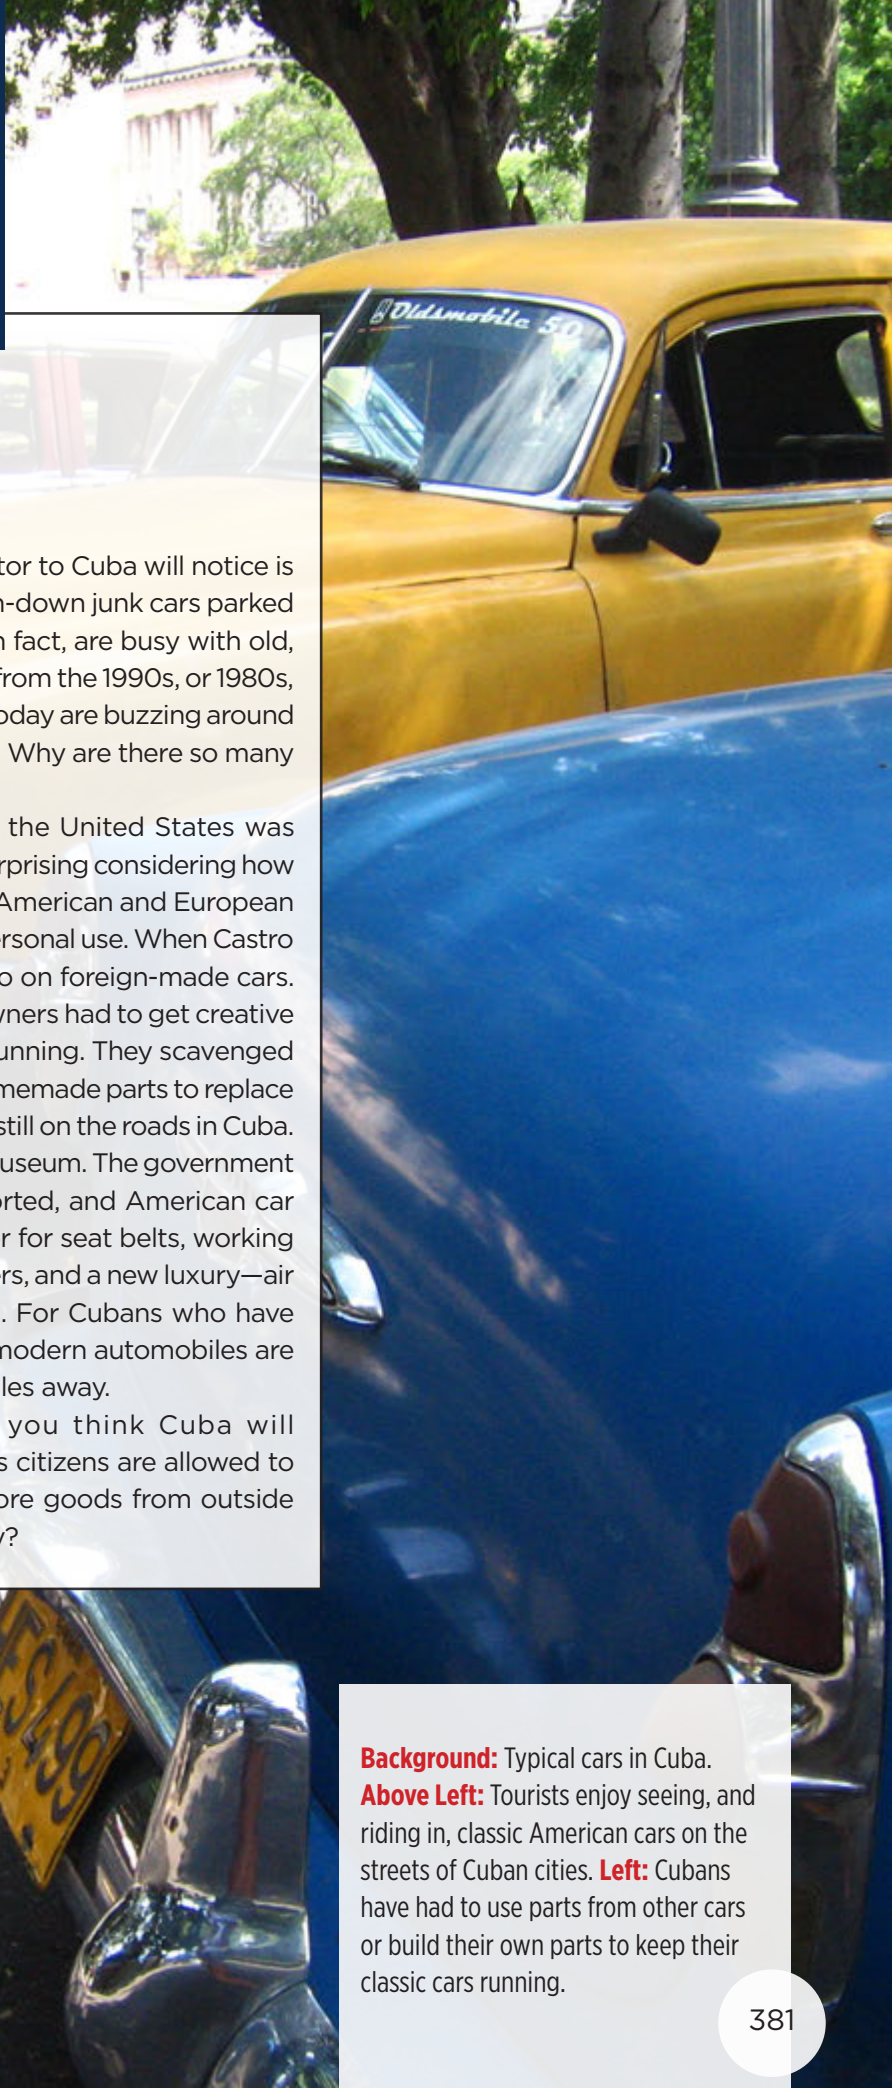 Oldsmobile 50
tor to Cuba will notice is
n-down junk cars parked
n fact, are busy with old,
from the 1990s, or 1980s,
oday are buzzing around
Why are there so many
the United States was
rprising considering how
American and European
ersonal use. When Castro
o on foreign-made cars.
wners had to get creative
unning. They scavenged
memade parts to replace
still on the roads in Cuba.
useum. The government
orted, and American car
r for seat belts, working
rs, and a new luxury—air
. For Cubans who have
modern automobiles are
les away.
you think Cuba will
s citizens are allowed to
ore goods from outside
y?
Background: Typical cars in Cuba.
Above Left: Tourists enjoy seeing, and
riding in, classic American cars on the
streets of Cuban cities. Left: Cubans
have had to use parts from other cars
or build their own parts to keep their
classic cars running.
381